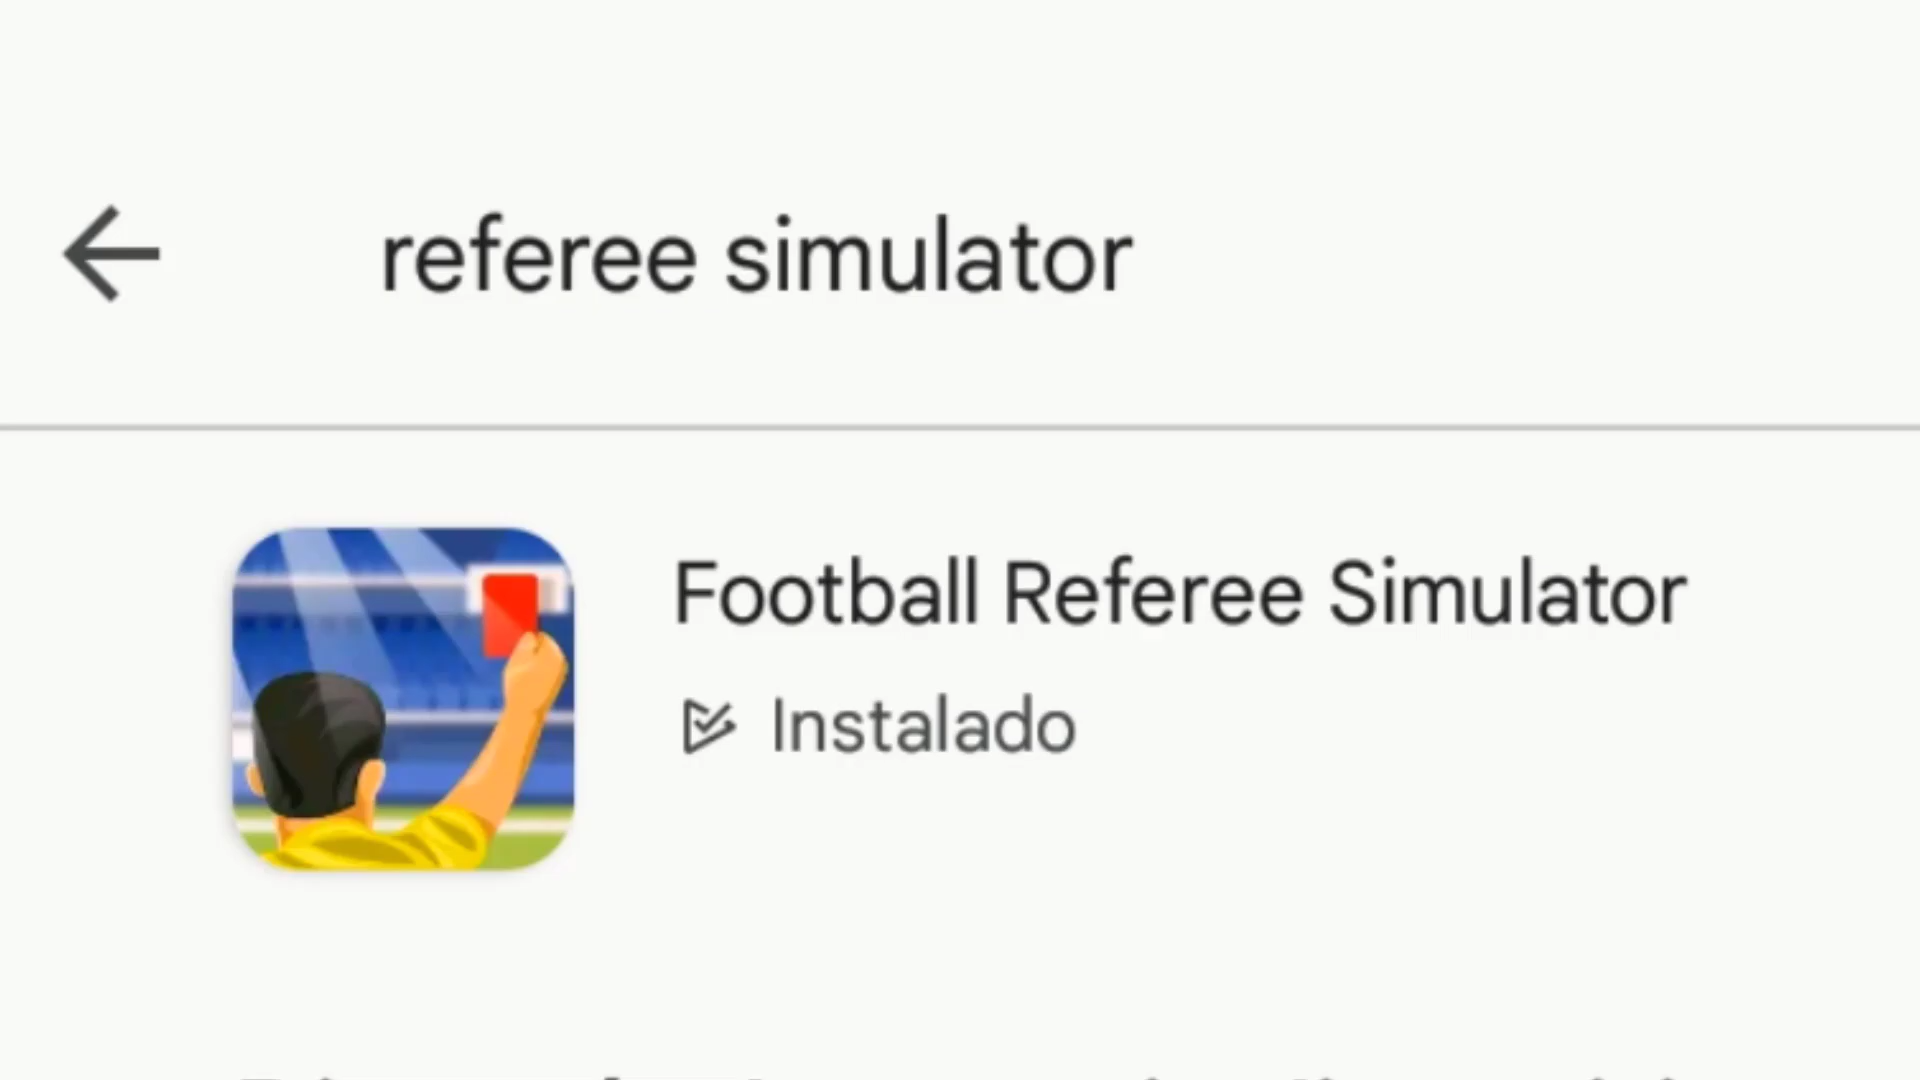 referee simulator
Football Referee Simulator
Instalado